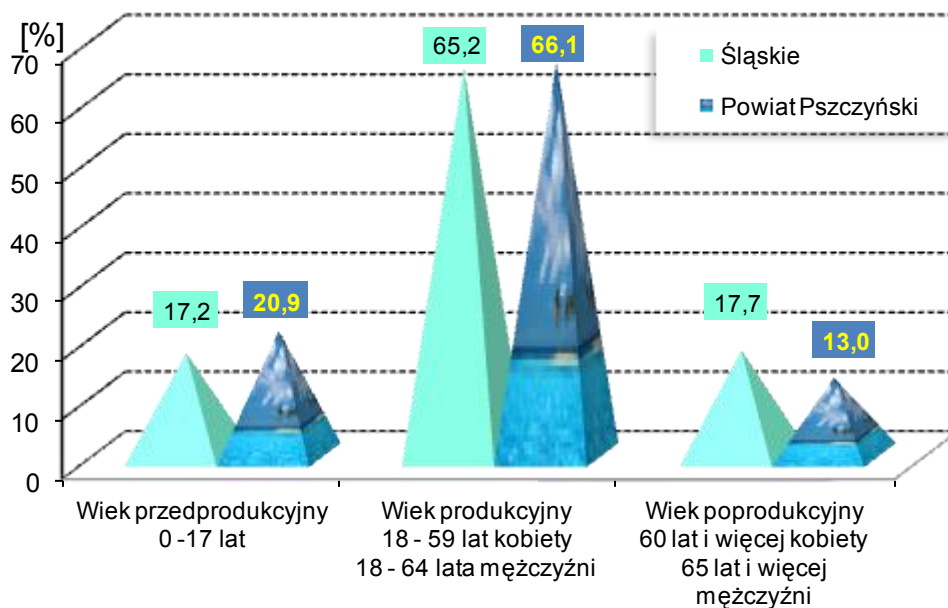 [%]
70
60
50
40
30
20
10
0
65,2
66,1
17,2
20,9
17,7
13,0
Śląskie
Powiat Pszczyński
Wiek przedprodukcyjny
0 -17 lat
Wiek produkcyjny
18 - 59 lat kobiety
18 - 64 lata mężczyźni
Wiek poprodukcyjny
60 lat i więcej kobiety
65 lat i więcej
mężczyźni